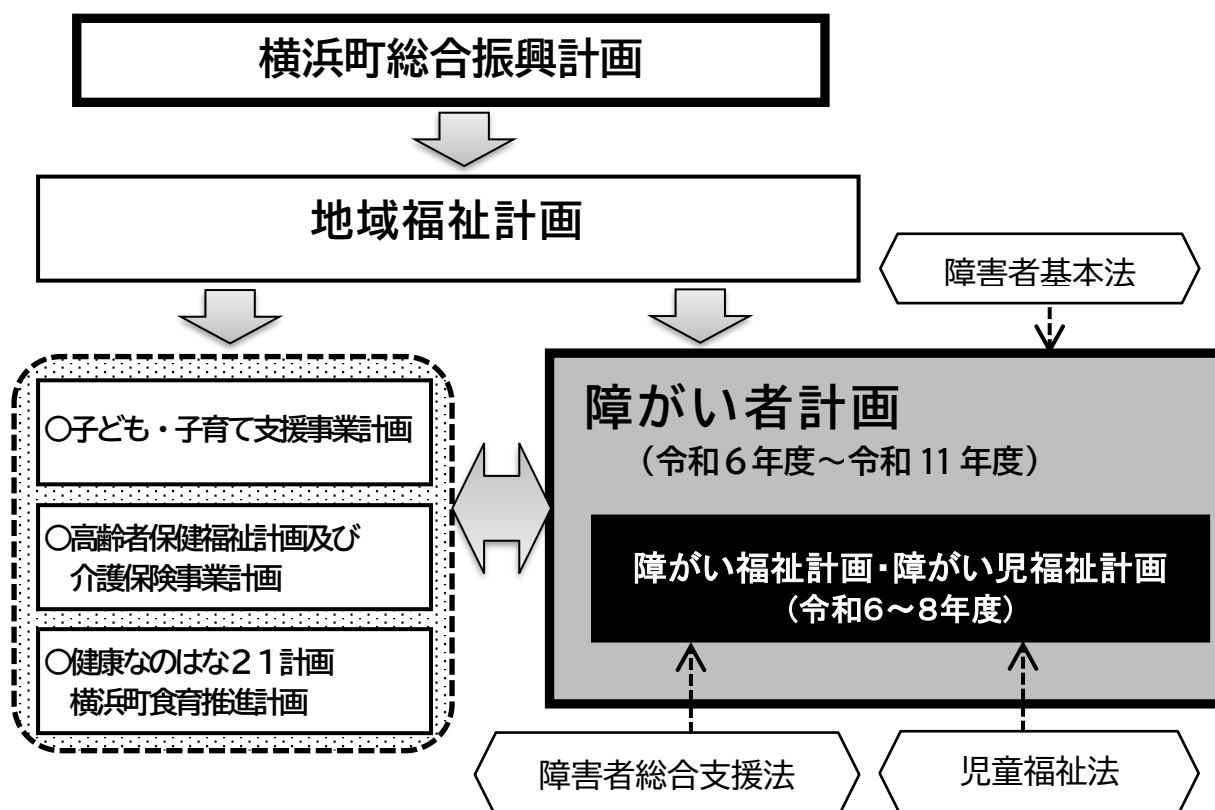 横浜町総合振興計画
地域福祉計画
障害者基本法
○子ども・子育て支援事業計画
○高齢者保健福祉計画及び
介護保険事業計画
○健康なのはな21計画
横浜町食育推進計画
障がい者計画
（令和6年度～令和11年度）
障がい福祉計画・障がい児福祉計画
（令和6～8年度）
障害者総合支援法
児童福祉法